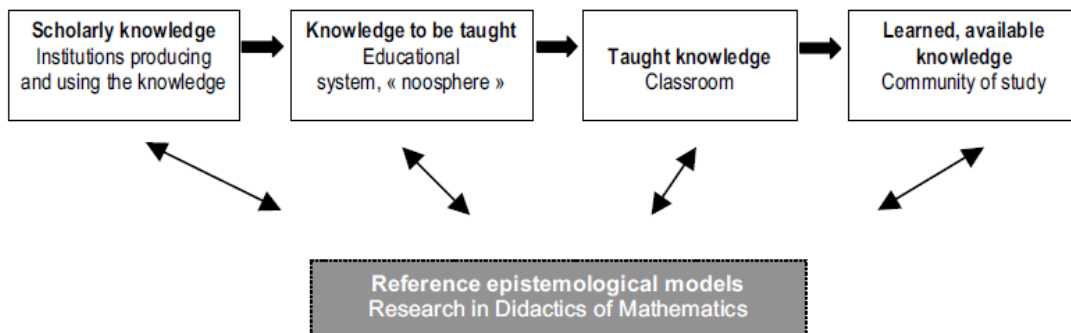 Scholarly knowledge
Institutions producing
and using the knowledge
Knowledge to be taught
Educational
system, « noosphere »
Taught knowledge
Classroom
Learned, available
knowledge
Community of study
Reference epistemological models
Research in Didactics of Mathematics